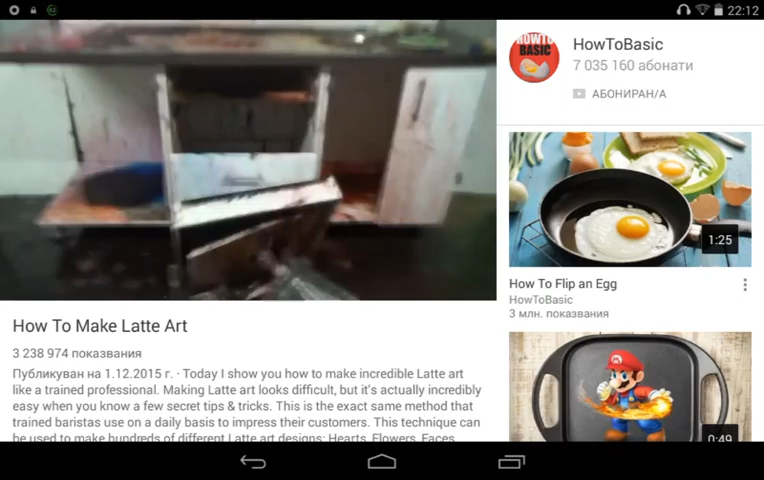 22:12
HowToBasic
7 035 160 абонати
АБОНИРАН/А
HOWTO
BASIC
1:25
How To Flip an Egg
HowToBasic
3 млн. показвания
0:49
How To Make Latte Art
3 238 974 показвания
Публикуван на 1.12.2015 г. · Today I show you how to make incredible Latte art
like a trained professional. Making Latte art looks difficult, but it's actually incredibly
easy when you know a few secret tips & tricks. This is the exact same method that
trained baristas use on a daily basis to impress their customers. This technique can
be used to make hundreds of different Latte art designs: Hearts, Flowers, Faces,